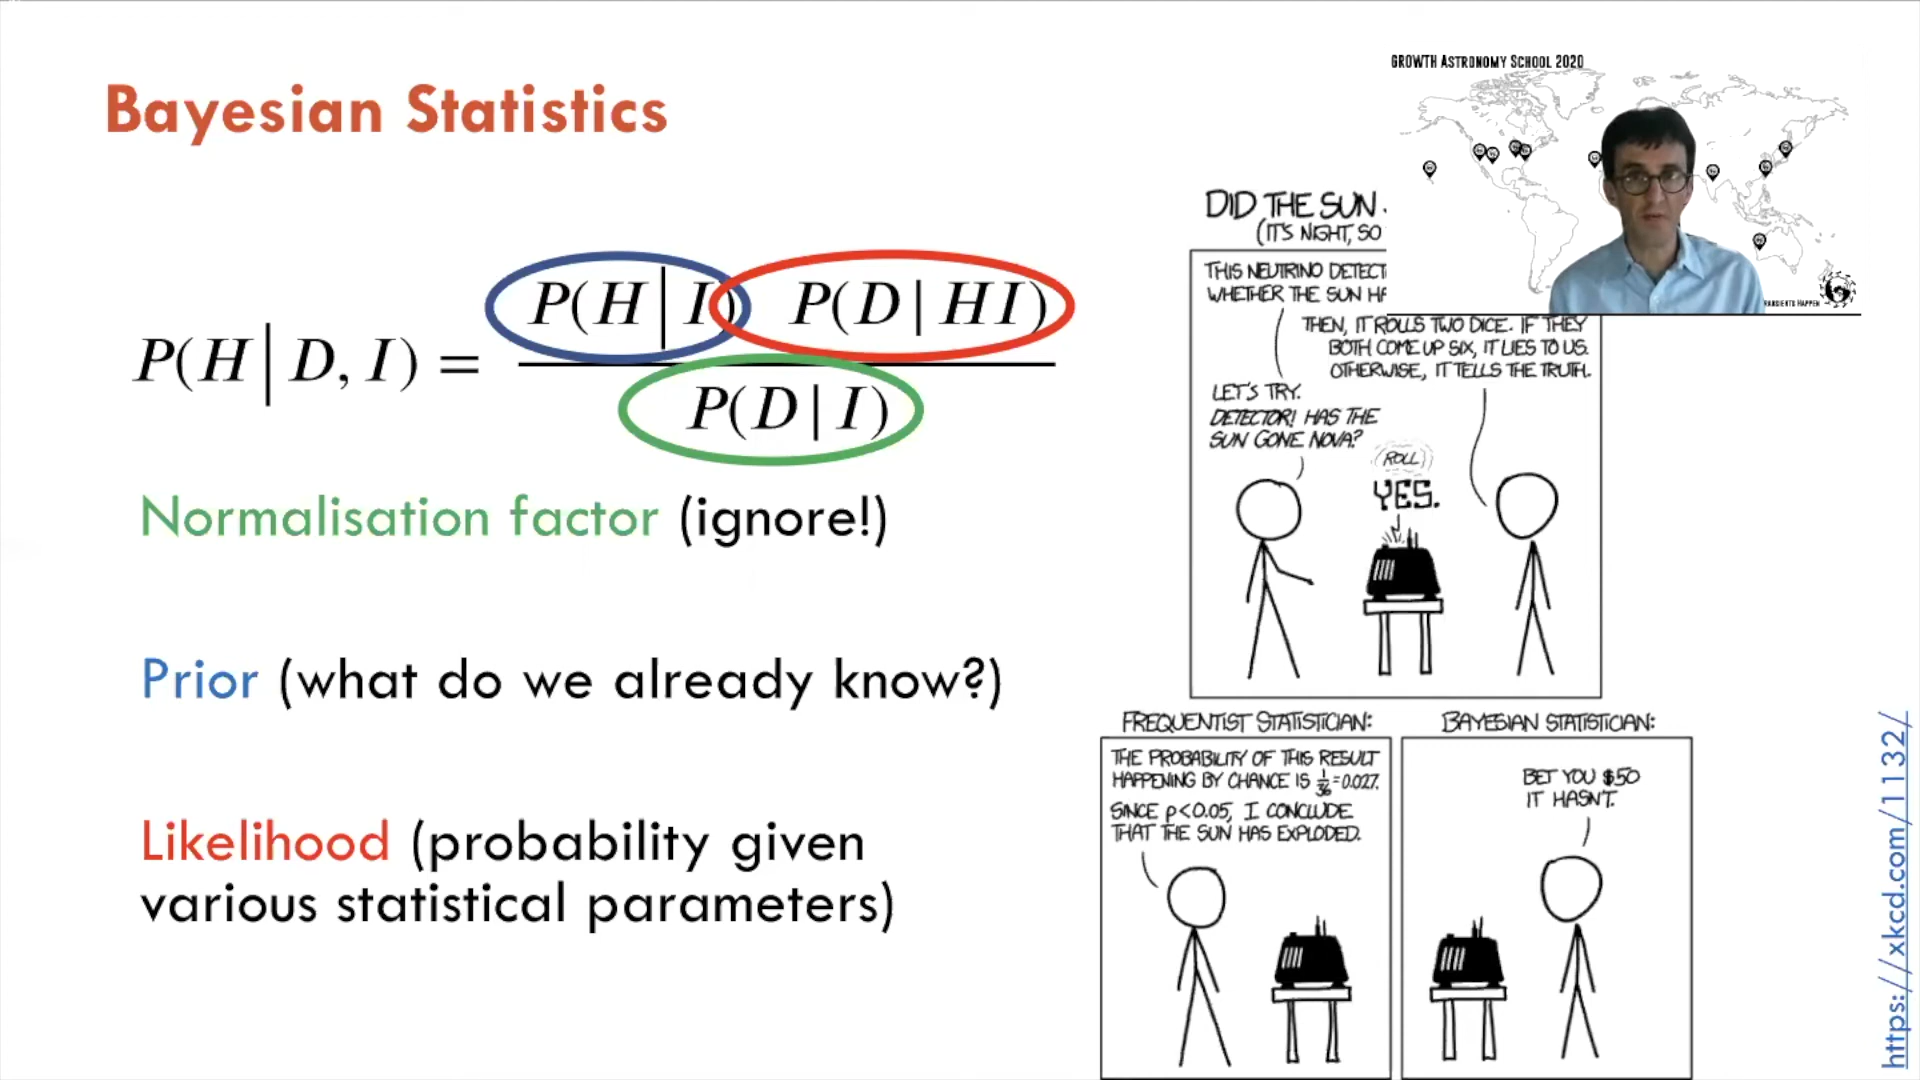 Bayesian Statistics
P(H | D, I) = P(H | I) P(D | HI)
P(D | I)
Normalisation factor (ignore!)
Prior (what do we already know?)
Likelihood (probability given
various statistical parameters)
GROWTH ASTRONOMY SCHOOL 2020
DID THE SUN
(IT'S NIGHT, SO
THIS NEUTRINO
WHETHER THE SUN
THEN, IT ROLLS TWO DICE. IF THEY
BOTH COME UP SIX, IT LIES TO US.
OTHERWISE, IT TELLS THE TRUTH.
LET'S TRY.
DETECTOR! HAS THE
SUN GONE NOVA?
(ROLL)
YES.
FREQUENTIST STATISTICIAN:
THE PROBABILITY OF THIS RESULT
HAPPENING BY CHANCE IS 1/36=0.027.
SINCE p<0.05, I CONCLUDE
THAT THE SUN HAS EXPLODED.
BAYESIAN STATISTICIAN:
BET YOU $50
IT HASN'T.
https://xkcd.com/1132/